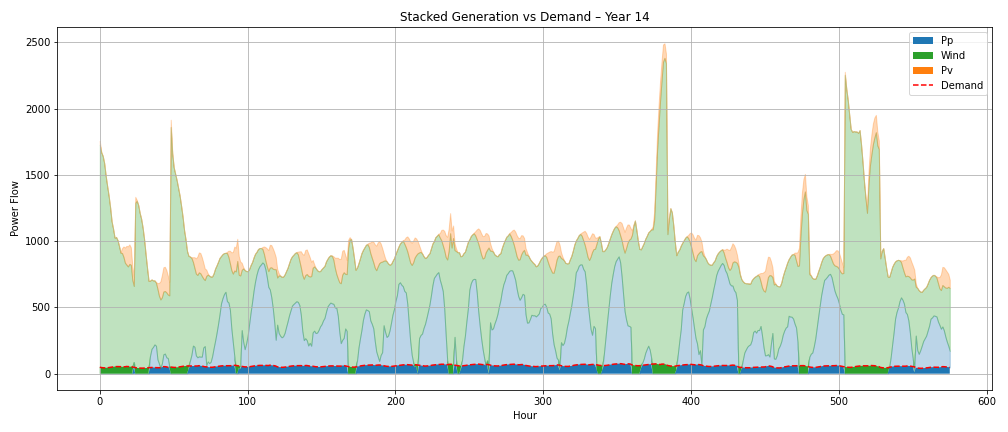 Stacked Generation vs Demand – Year 14
Power Flow
2500
2000
1500
1000
500
0
Pp
Wind
Pv
Demand
0 100 200 300 400 500 600
Hour